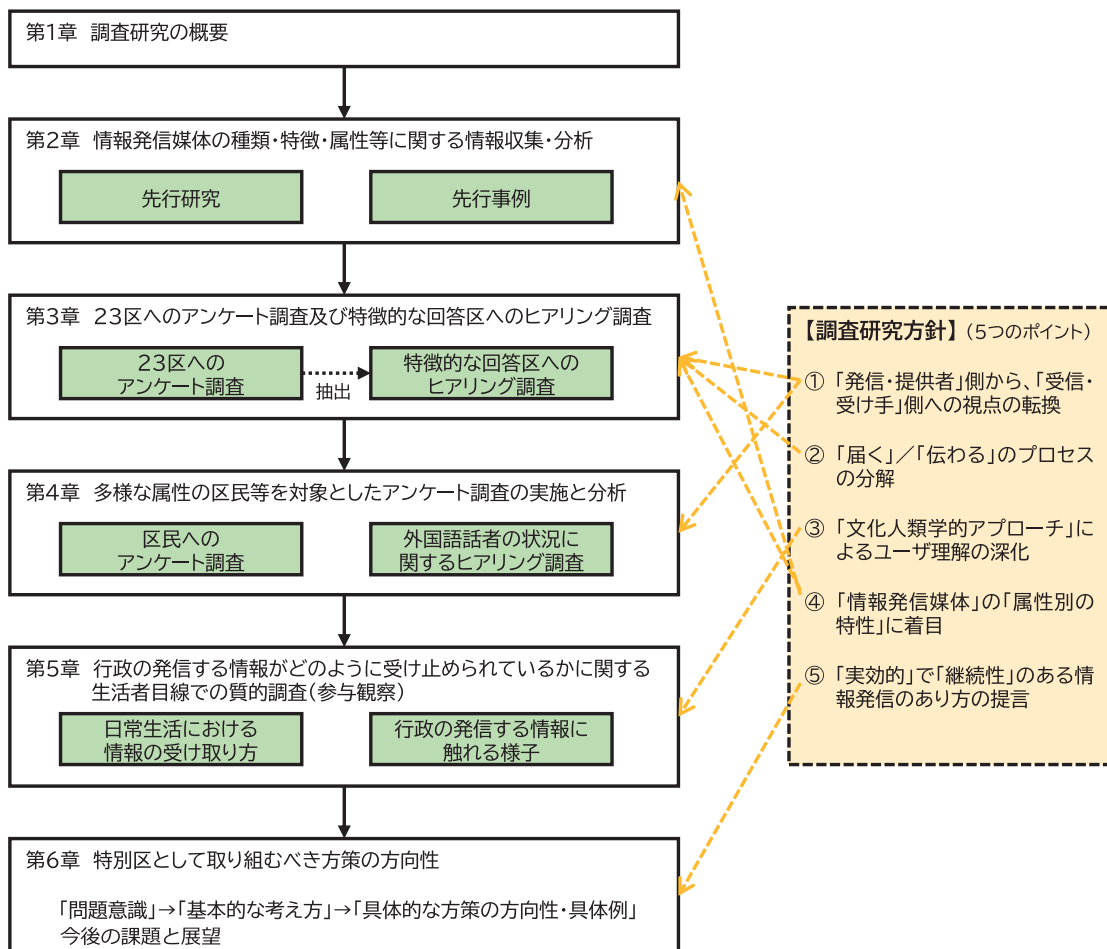 第1章 調査研究の概要
第2章 情報発信媒体の種類・特徴・属性等に関する情報収集・分析
先行研究
先行事例
第3章 23区へのアンケート調査及び特徴的な回答区へのヒアリング調査
23区への
アンケート調査
抽出
特徴的な回答区への
ヒアリング調査
第4章 多様な属性の区民等を対象としたアンケート調査の実施と分析
区民への
アンケート調査
外国語話者の状況に
関するヒアリング調査
第5章 行政の発信する情報がどのように受け止められているかに関する
生活者目線での質的調査(参与観察)
日常生活における
情報の受け取り方
行政の発信する情報に
触れる様子
第6章 特別区として取り組むべき方策の方向性
「問題意識」→「基本的な考え方」→「具体的な方策の方向性・具体例」
今後の課題と展望
【調査研究方針】(5つのポイント)
① 「発信・提供者」側から、「受信・
受け手」側への視点の転換
② 「届く」/「伝わる」のプロセス
の分解
③ 「文化人類学的アプローチ」に
よるユーザ理解の深化
④ 「情報発信媒体」の「属性別の
特性」に着目
⑤ 「実効的」で「継続性」のある情
報発信のあり方の提言